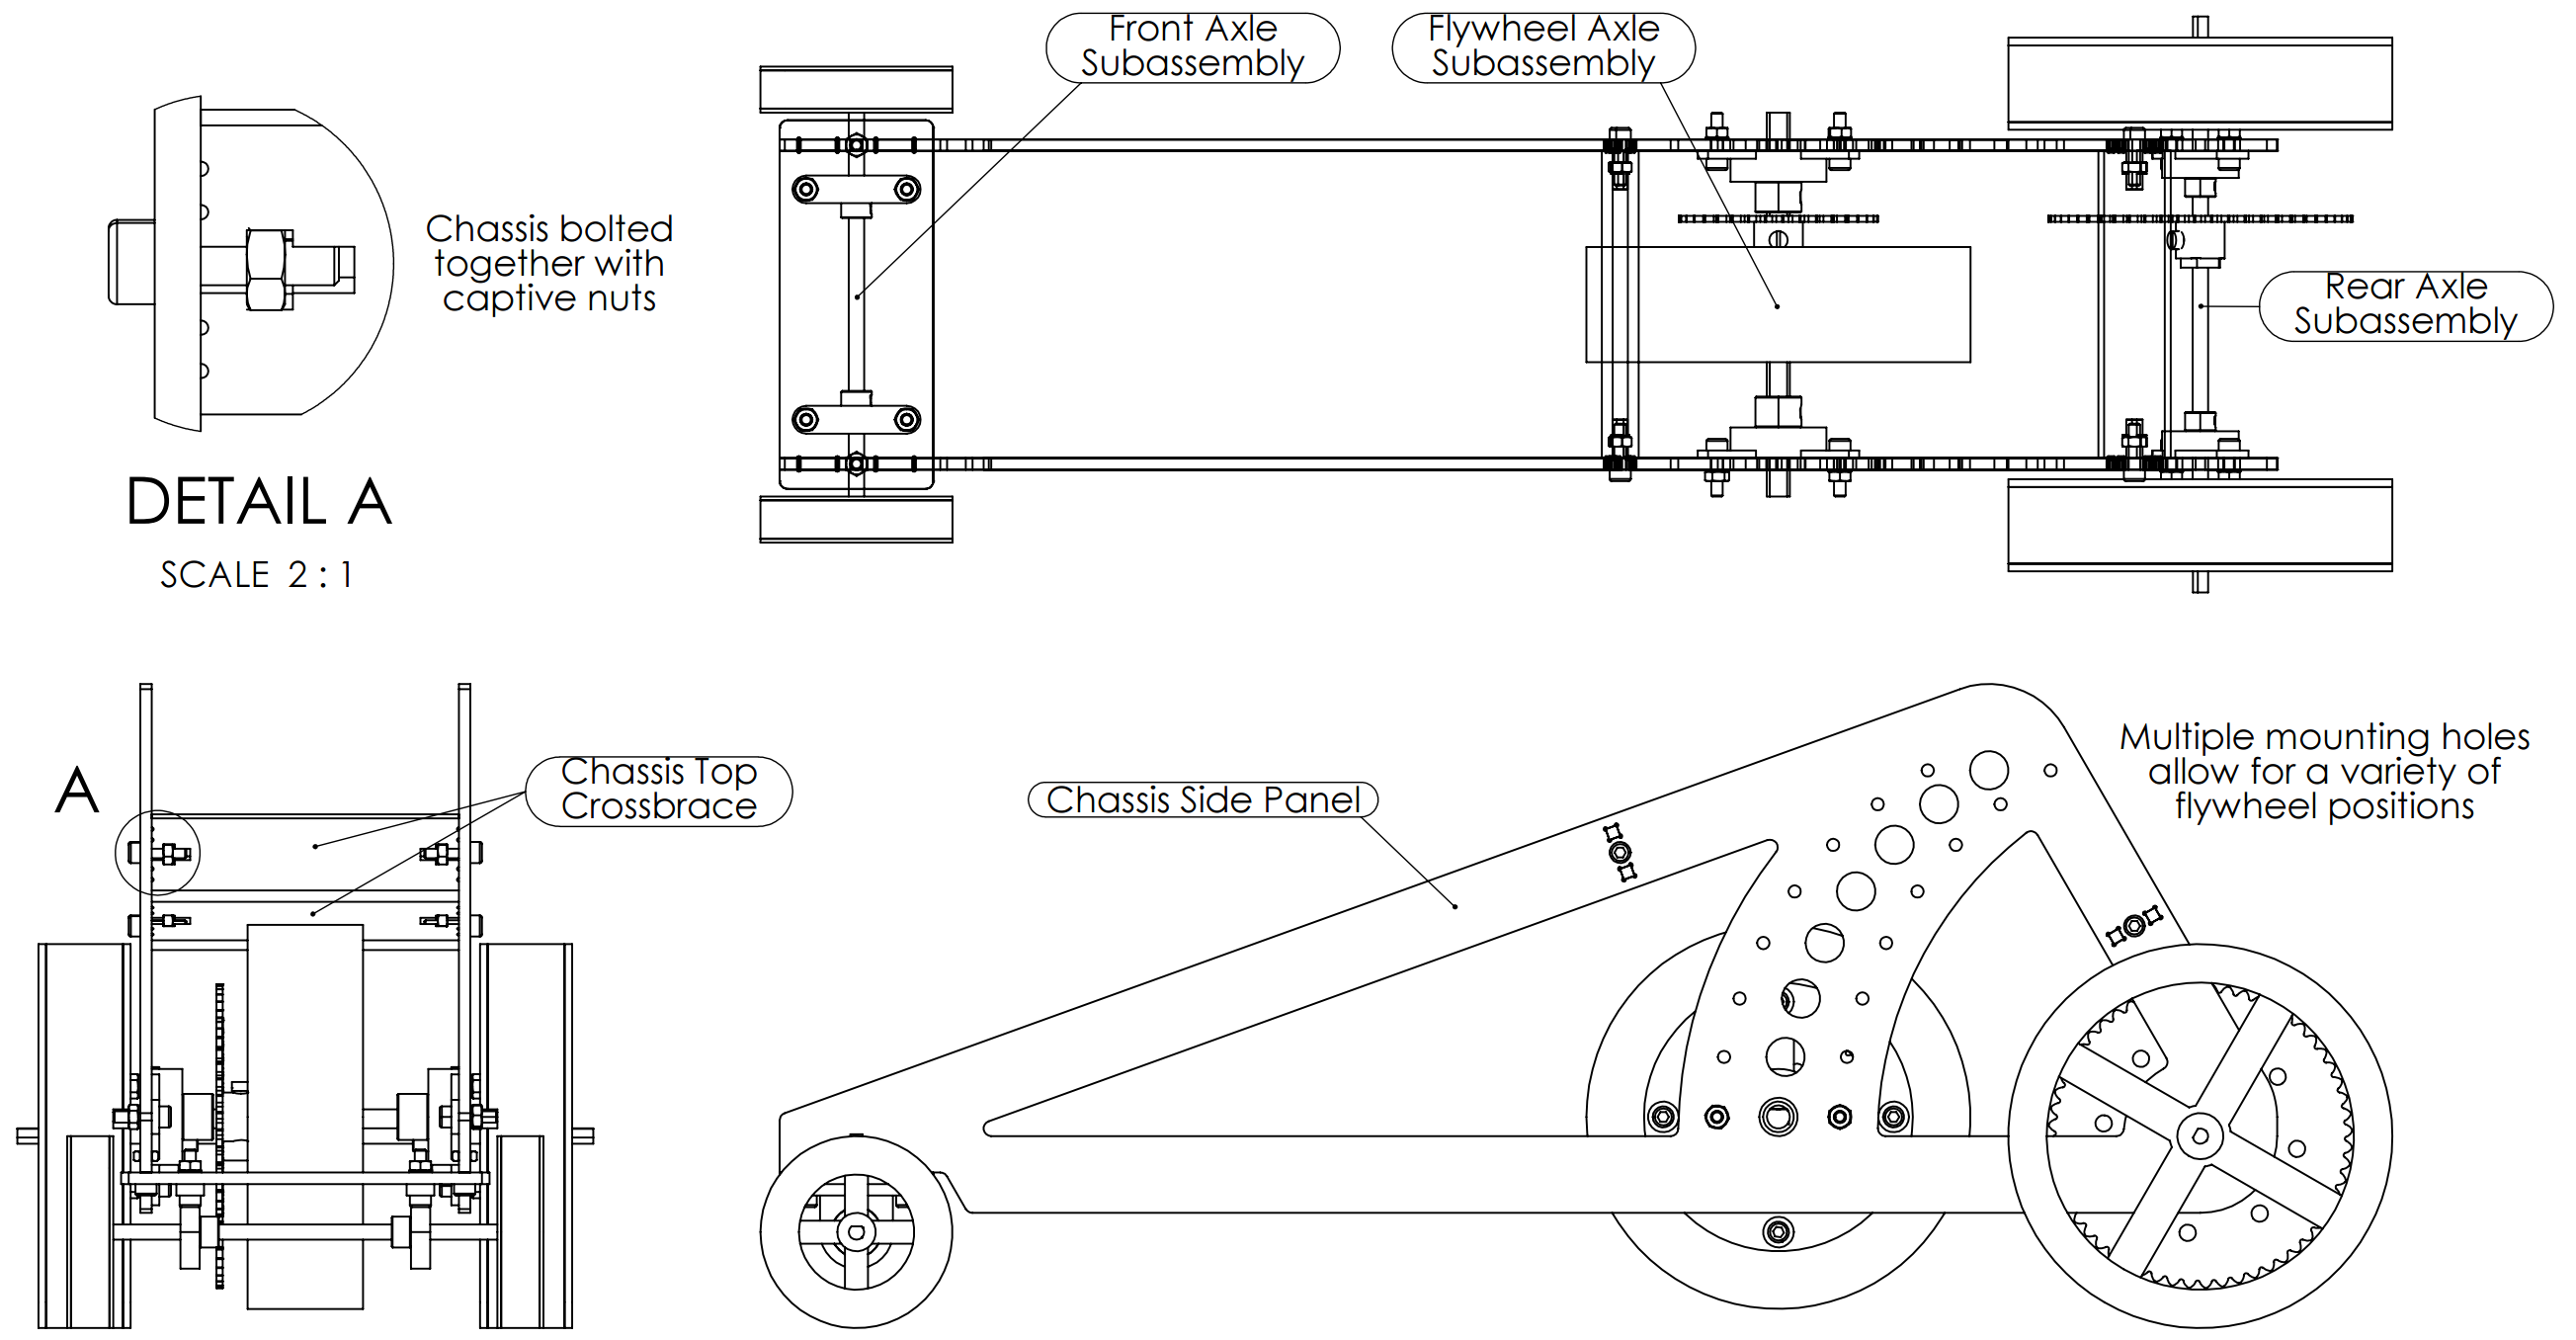 Front Axle
Subassembly
Flywheel Axle
Subassembly
Chassis bolted
together with
captive nuts
Rear Axle
Subassembly
DETAIL A
SCALE 2 : 1
A
Chassis Top
Crossbrace
Chassis Side Panel
Multiple mounting holes
allow for a variety of
flywheel positions